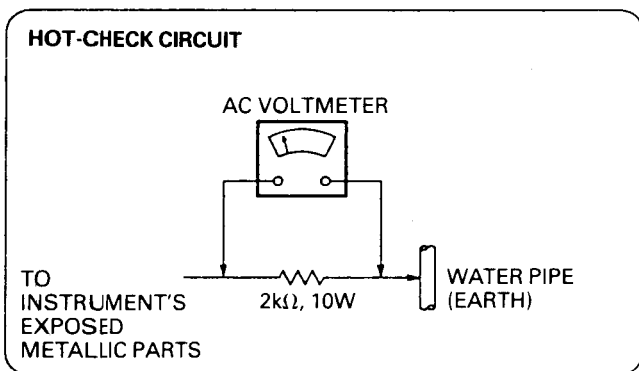 HOT-CHECK CIRCUIT
AC VOLTMETER
TO
INSTRUMENT'S
EXPOSED
METALLIC PARTS
2kΩ, 10W
WATER PIPE
(EARTH)